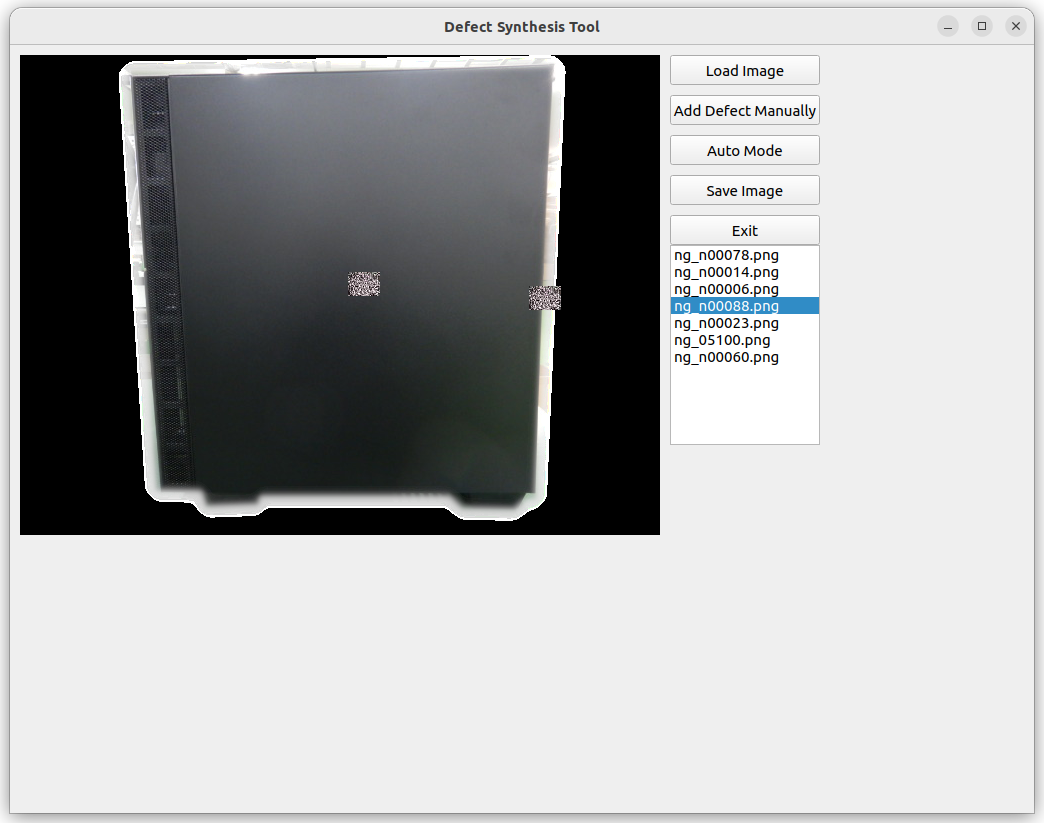 Defect Synthesis Tool
Load Image
Add Defect Manually
Auto Mode
Save Image
Exit
ng_n00078.png
ng_n00014.png
ng_n00006.png
ng_n00088.png
ng_n00023.png
ng_05100.png
ng_n00060.png